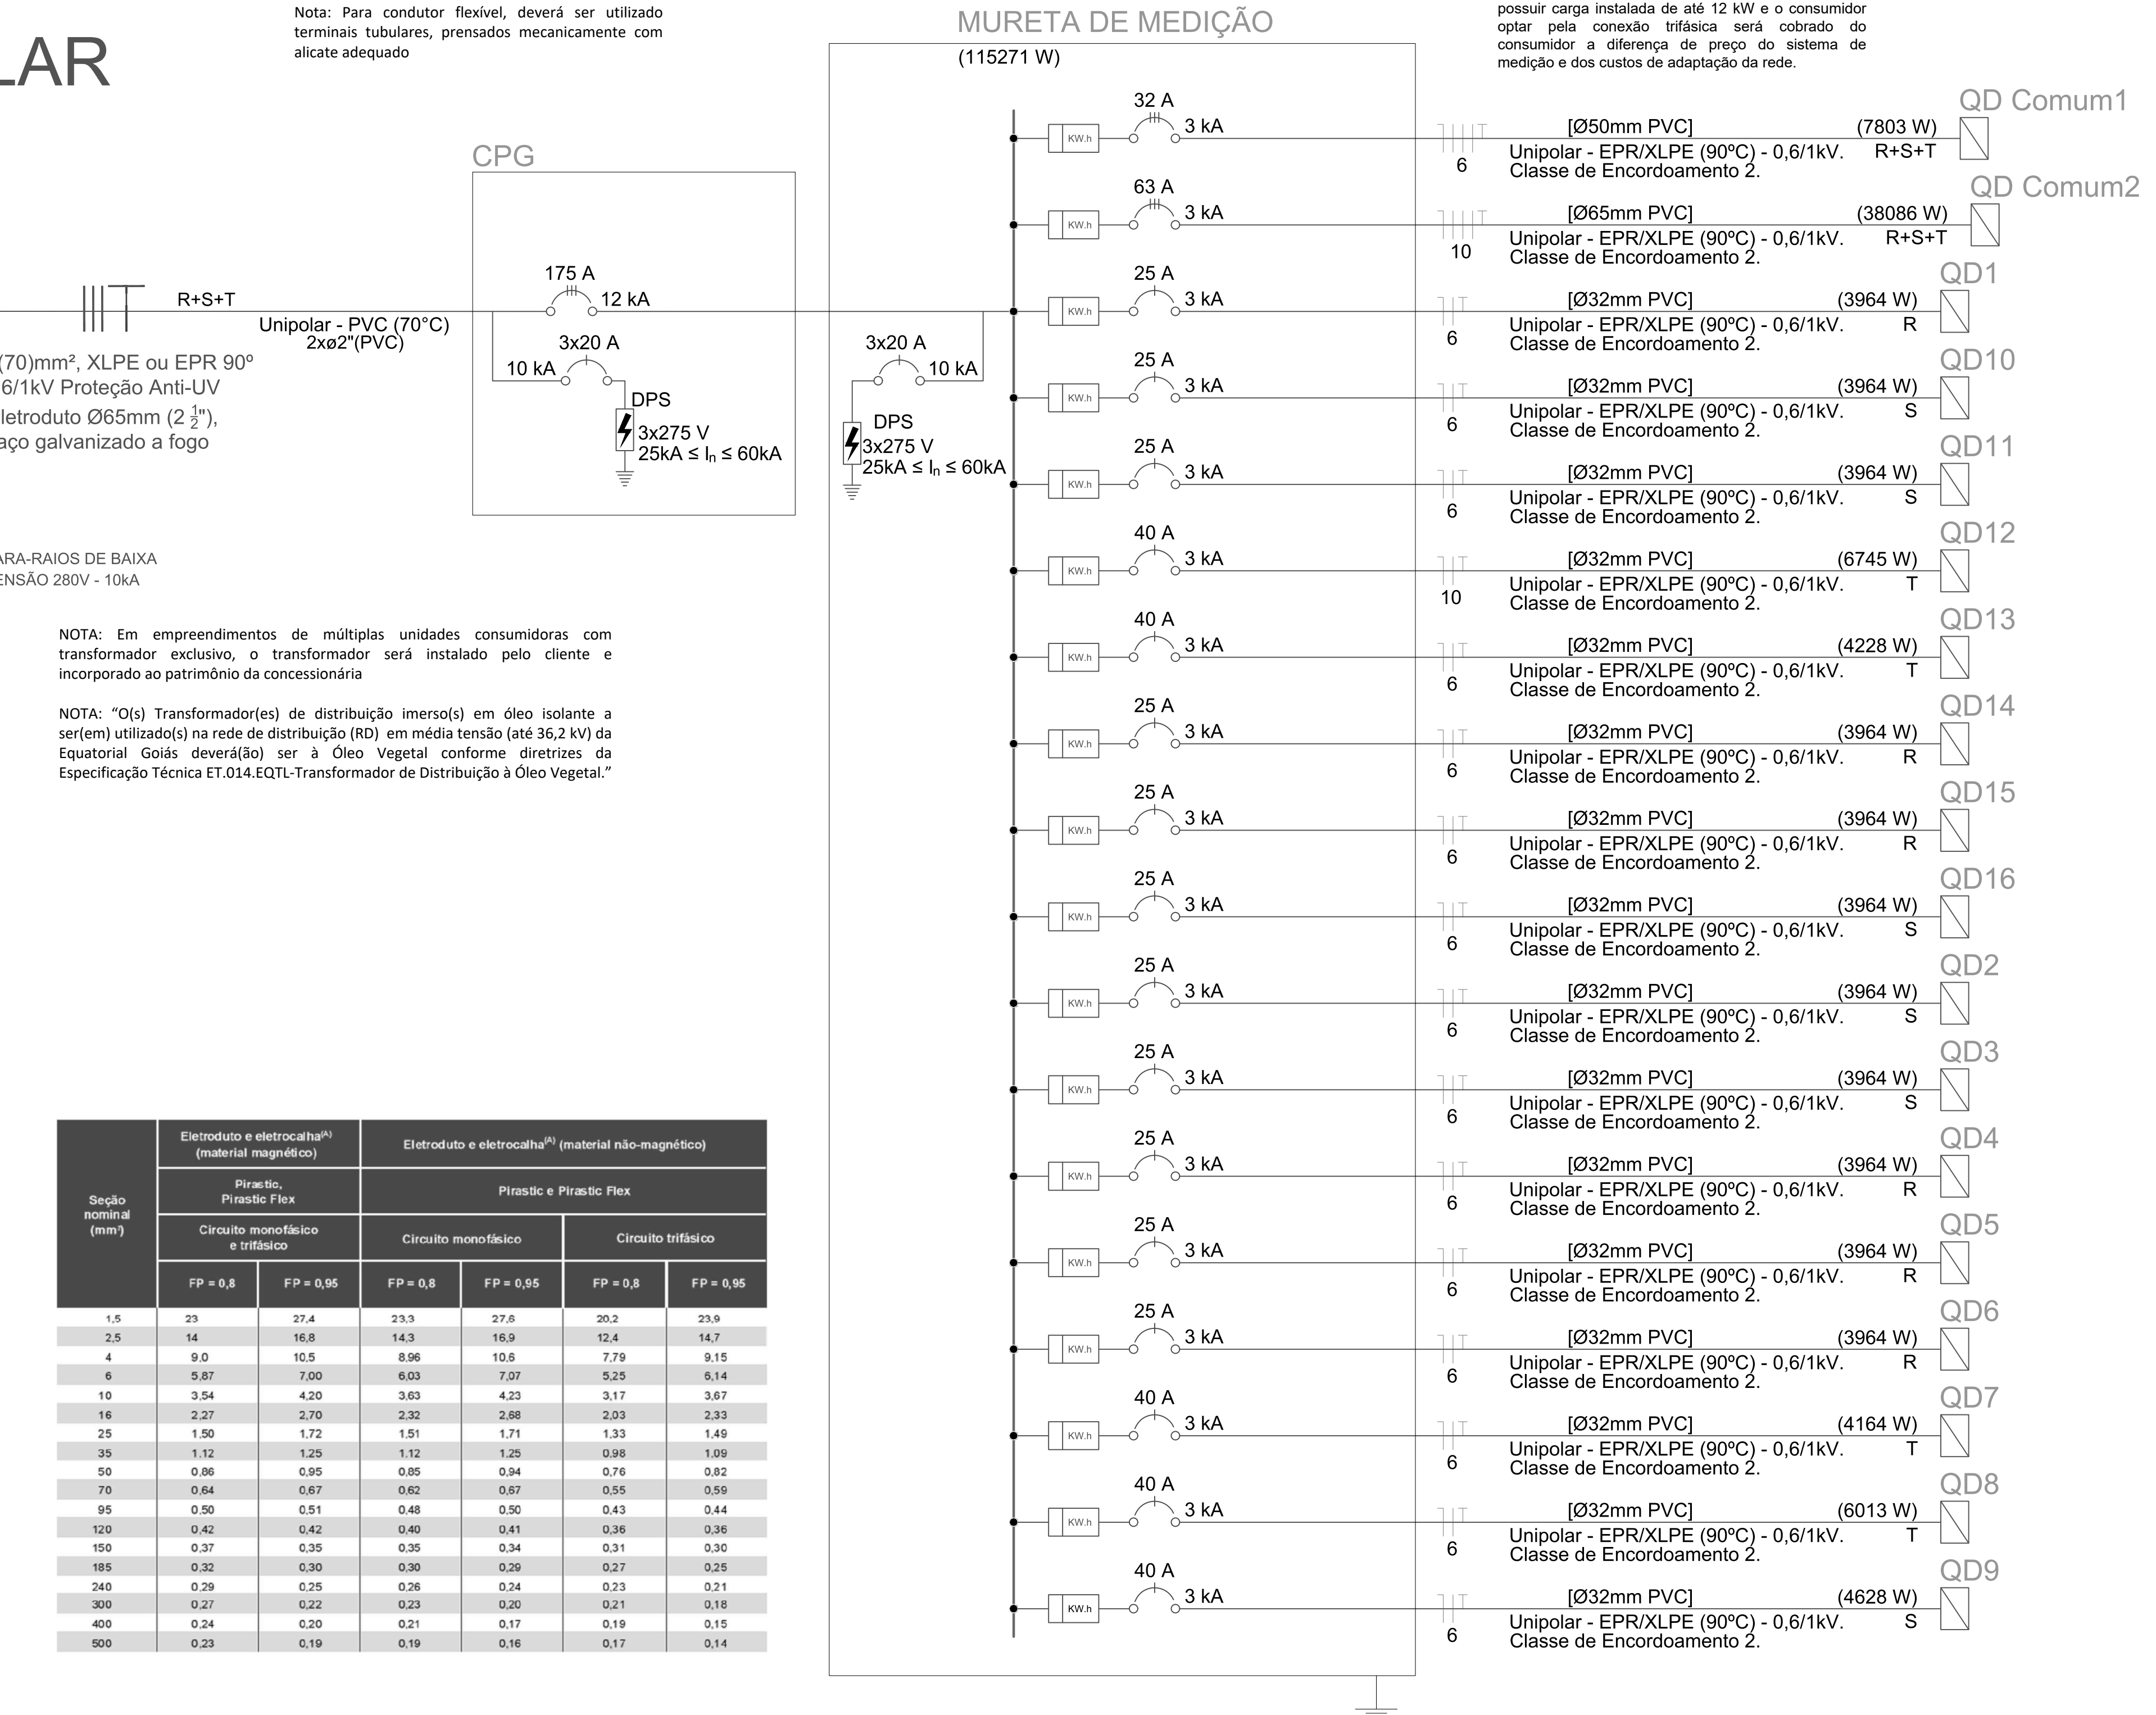 LAR
Nota: Para condutor flexível, deverá ser utilizado
terminais tubulares, prensados mecanicamente com
alicate adequado
MURETA DE MEDIÇÃO
(115271 W)
possuir carga instalada de até 12 kW e o consumidor
optar pela conexão trifásica será cobrado do
consumidor a diferença de preço do sistema de
medição e dos custos de adaptação da rede.
CPG
R+S+T
Unipolar - PVC (70°C)
2xø2"(PVC)
175 A
12 kA
3x20 A
10 kA
DPS
3x275 V
25kA ≤ In ≤ 60kA
3x20 A
10 kA
DPS
3x275 V
25kA ≤ In ≤ 60kA
(70)mm², XLPE ou EPR 90º
6/1kV Proteção Anti-UV
letroduto Ø65mm (2 1/2"),
aço galvanizado a fogo
ARA-RAIOS DE BAIXA
ENSÃO 280V - 10kA
NOTA: Em empreendimentos de múltiplas unidades consumidoras com
transformador exclusivo, o transformador será instalado pelo cliente e
incorporado ao patrimônio da concessionária
NOTA: “O(s) Transformador(es) de distribuição imerso(s) em óleo isolante a
ser(em) utilizado(s) na rede de distribuição (RD) em média tensão (até 36,2 kV) da
Equatorial Goiás deverá(ão) ser à Óleo Vegetal conforme diretrizes da
Especificação Técnica ET.014.EQTL-Transformador de Distribuição à Óleo Vegetal.”
32 A
KW.h 3 kA 6 [Ø50mm PVC] (7803 W) QD Comum1
Unipolar - EPR/XLPE (90ºC) - 0,6/1kV. R+S+T
Classe de Encordoamento 2.
63 A
KW.h 3 kA 10 [Ø65mm PVC] (38086 W) QD Comum2
Unipolar - EPR/XLPE (90ºC) - 0,6/1kV. R+S+T
Classe de Encordoamento 2.
25 A
KW.h 3 kA 6 [Ø32mm PVC] (3964 W) QD1
Unipolar - EPR/XLPE (90ºC) - 0,6/1kV. R
Classe de Encordoamento 2.
25 A
KW.h 3 kA 6 [Ø32mm PVC] (3964 W) QD10
Unipolar - EPR/XLPE (90ºC) - 0,6/1kV. S
Classe de Encordoamento 2.
25 A
KW.h 3 kA 6 [Ø32mm PVC] (3964 W) QD11
Unipolar - EPR/XLPE (90ºC) - 0,6/1kV. S
Classe de Encordoamento 2.
40 A
KW.h 3 kA 10 [Ø32mm PVC] (6745 W) QD12
Unipolar - EPR/XLPE (90ºC) - 0,6/1kV. T
Classe de Encordoamento 2.
40 A
KW.h 3 kA 6 [Ø32mm PVC] (4228 W) QD13
Unipolar - EPR/XLPE (90ºC) - 0,6/1kV. T
Classe de Encordoamento 2.
25 A
KW.h 3 kA 6 [Ø32mm PVC] (3964 W) QD14
Unipolar - EPR/XLPE (90ºC) - 0,6/1kV. R
Classe de Encordoamento 2.
25 A
KW.h 3 kA 6 [Ø32mm PVC] (3964 W) QD15
Unipolar - EPR/XLPE (90ºC) - 0,6/1kV. R
Classe de Encordoamento 2.
25 A
KW.h 3 kA 6 [Ø32mm PVC] (3964 W) QD16
Unipolar - EPR/XLPE (90ºC) - 0,6/1kV. S
Classe de Encordoamento 2.
25 A
KW.h 3 kA 6 [Ø32mm PVC] (3964 W) QD2
Unipolar - EPR/XLPE (90ºC) - 0,6/1kV. S
Classe de Encordoamento 2.
25 A
KW.h 3 kA 6 [Ø32mm PVC] (3964 W) QD3
Unipolar - EPR/XLPE (90ºC) - 0,6/1kV. S
Classe de Encordoamento 2.
25 A
KW.h 3 kA 6 [Ø32mm PVC] (3964 W) QD4
Unipolar - EPR/XLPE (90ºC) - 0,6/1kV. R
Classe de Encordoamento 2.
25 A
KW.h 3 kA 6 [Ø32mm PVC] (3964 W) QD5
Unipolar - EPR/XLPE (90ºC) - 0,6/1kV. R
Classe de Encordoamento 2.
25 A
KW.h 3 kA 6 [Ø32mm PVC] (3964 W) QD6
Unipolar - EPR/XLPE (90ºC) - 0,6/1kV. R
Classe de Encordoamento 2.
40 A
KW.h 3 kA 6 [Ø32mm PVC] (4164 W) QD7
Unipolar - EPR/XLPE (90ºC) - 0,6/1kV. T
Classe de Encordoamento 2.
40 A
KW.h 3 kA 6 [Ø32mm PVC] (6013 W) QD8
Unipolar - EPR/XLPE (90ºC) - 0,6/1kV. T
Classe de Encordoamento 2.
40 A
KW.h 3 kA 6 [Ø32mm PVC] (4628 W) QD9
Unipolar - EPR/XLPE (90ºC) - 0,6/1kV. S
Classe de Encordoamento 2.
Seção
nominal
(mm²)
Eletroduto e eletrocalha(A)
(material magnético)
Eletroduto e eletrocalha(A) (material não-magnético)
Pirastic,
Pirastic Flex
Pirastic e Pirastic Flex
Circuito monofásico
e trifásico
Circuito monofásico
Circuito trifásico
FP = 0,8 FP = 0,95 FP = 0,8 FP = 0,95 FP = 0,8 FP = 0,95
1,5 23 27,4 23,3 27,6 20,2 23,9
2,5 14 16,8 14,3 16,9 12,4 14,7
4 9,0 10,5 8,96 10,6 7,79 9,15
6 5,87 7,00 6,03 7,07 5,25 6,14
10 3,54 4,20 3,63 4,23 3,17 3,67
16 2,27 2,70 2,32 2,68 2,03 2,33
25 1,50 1,72 1,51 1,71 1,33 1,49
35 1.12 1,25 1,12 1,25 0,98 1,09
50 0,86 0,95 0,85 0,94 0,76 0,82
70 0,64 0,67 0,62 0,67 0,55 0,59
95 0,50 0,51 0,48 0,50 0,43 0,44
120 0,42 0,42 0,40 0,41 0,36 0,36
150 0,37 0,35 0,35 0,34 0,31 0,30
185 0,32 0,30 0,30 0,29 0,27 0,25
240 0,29 0,25 0,26 0,24 0,23 0,21
300 0,27 0,22 0,23 0,20 0,21 0,18
400 0,24 0,20 0,21 0,17 0,19 0,15
500 0,23 0,19 0,19 0,16 0,17 0,14